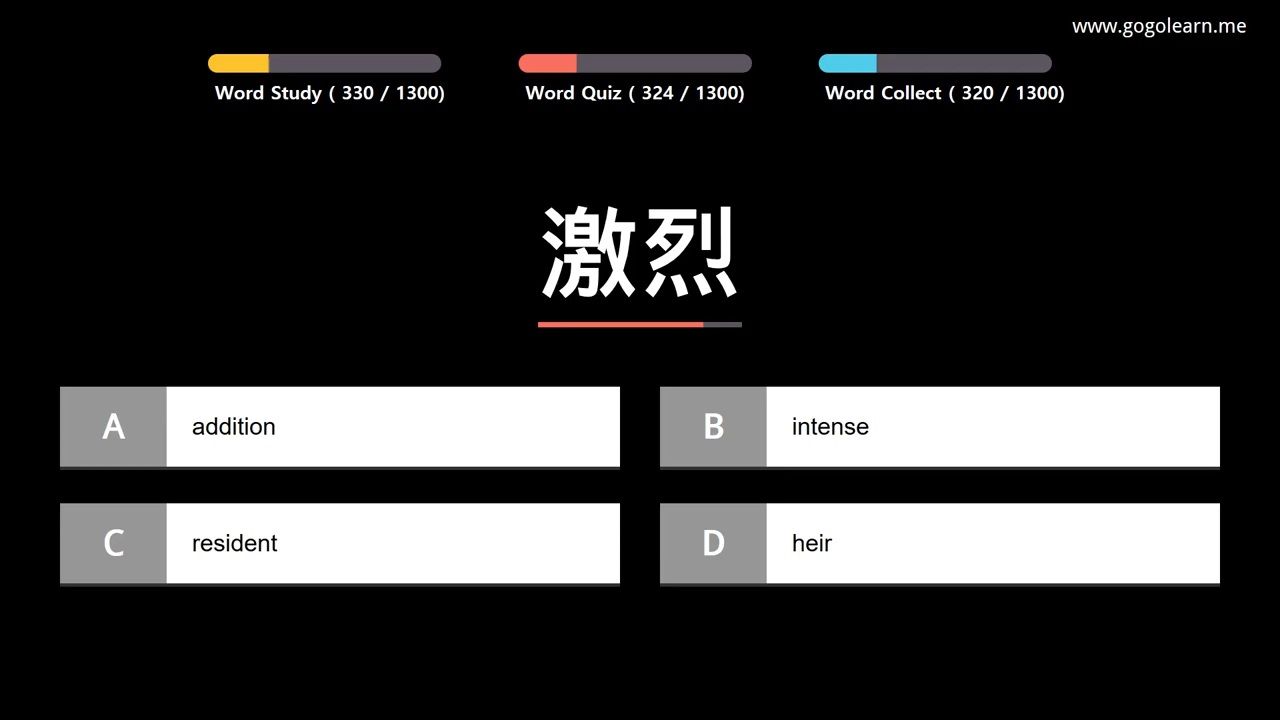 www.gogolearn.me
Word Study ( 330 / 1300)
Word Quiz ( 324 / 1300)
Word Collect ( 320 / 1300)
激烈
A addition
B intense
C resident
D heir